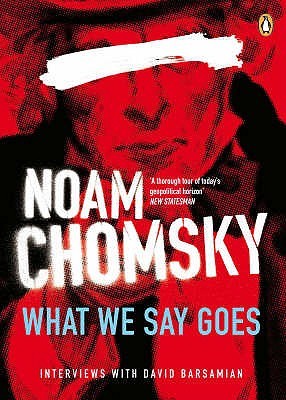 'A thorough tour of today's
geopolitical horizon'
NEW STATESMAN
NOAM
CHOMSKY
WHAT WE SAY GOES
INTERVIEWS WITH DAVID BARSAMIAN